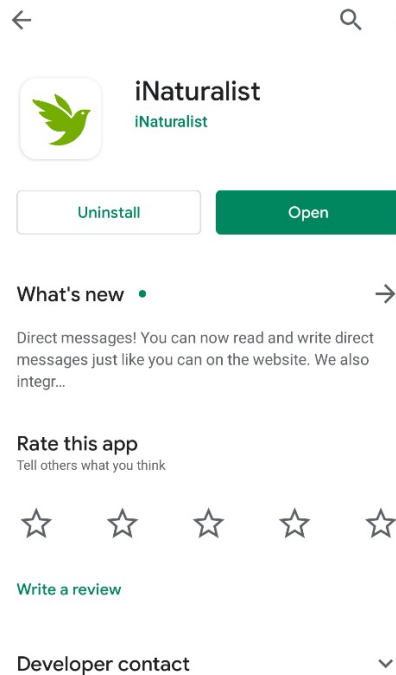 iNaturalist
iNaturalist
Uninstall
Open
What's new
Direct messages! You can now read and write direct
messages just like you can on the website. We also
integr...
Rate this app
Tell others what you think
Write a review
Developer contact